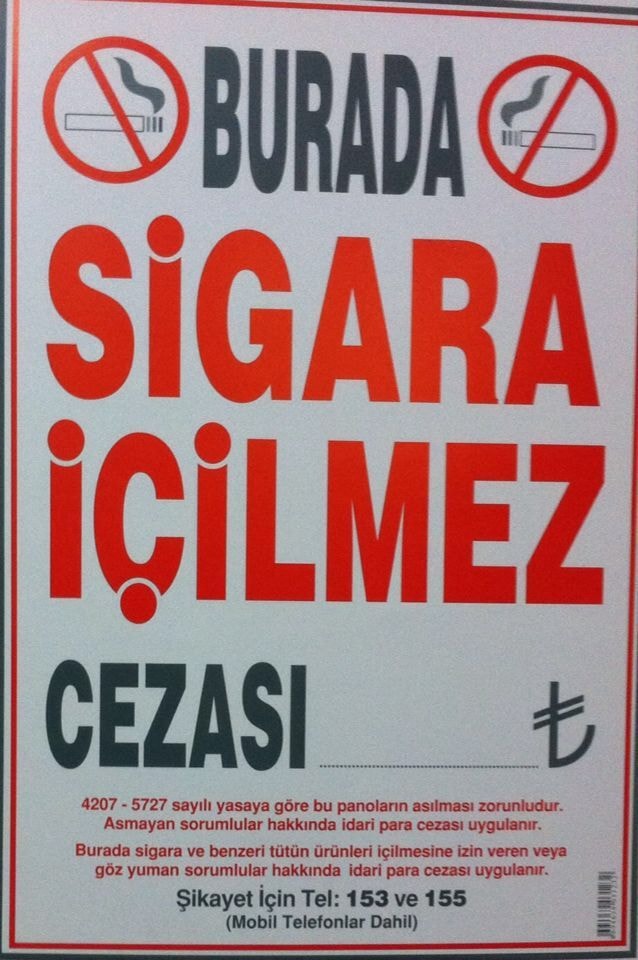 BURADA
SİGARA
İÇİLMEZ
CEZASI ........................................ ₺
4207 - 5727 sayılı yasaya göre bu panoların asılması zorunludur.
Asmayan sorumlular hakkında idari para cezası uygulanır.
Burada sigara ve benzeri tütün ürünleri içilmesine izin veren veya
göz yuman sorumlular hakkında idari para cezası uygulanır.
Şikayet İçin Tel: 153 ve 155
(Mobil Telefonlar Dahil)